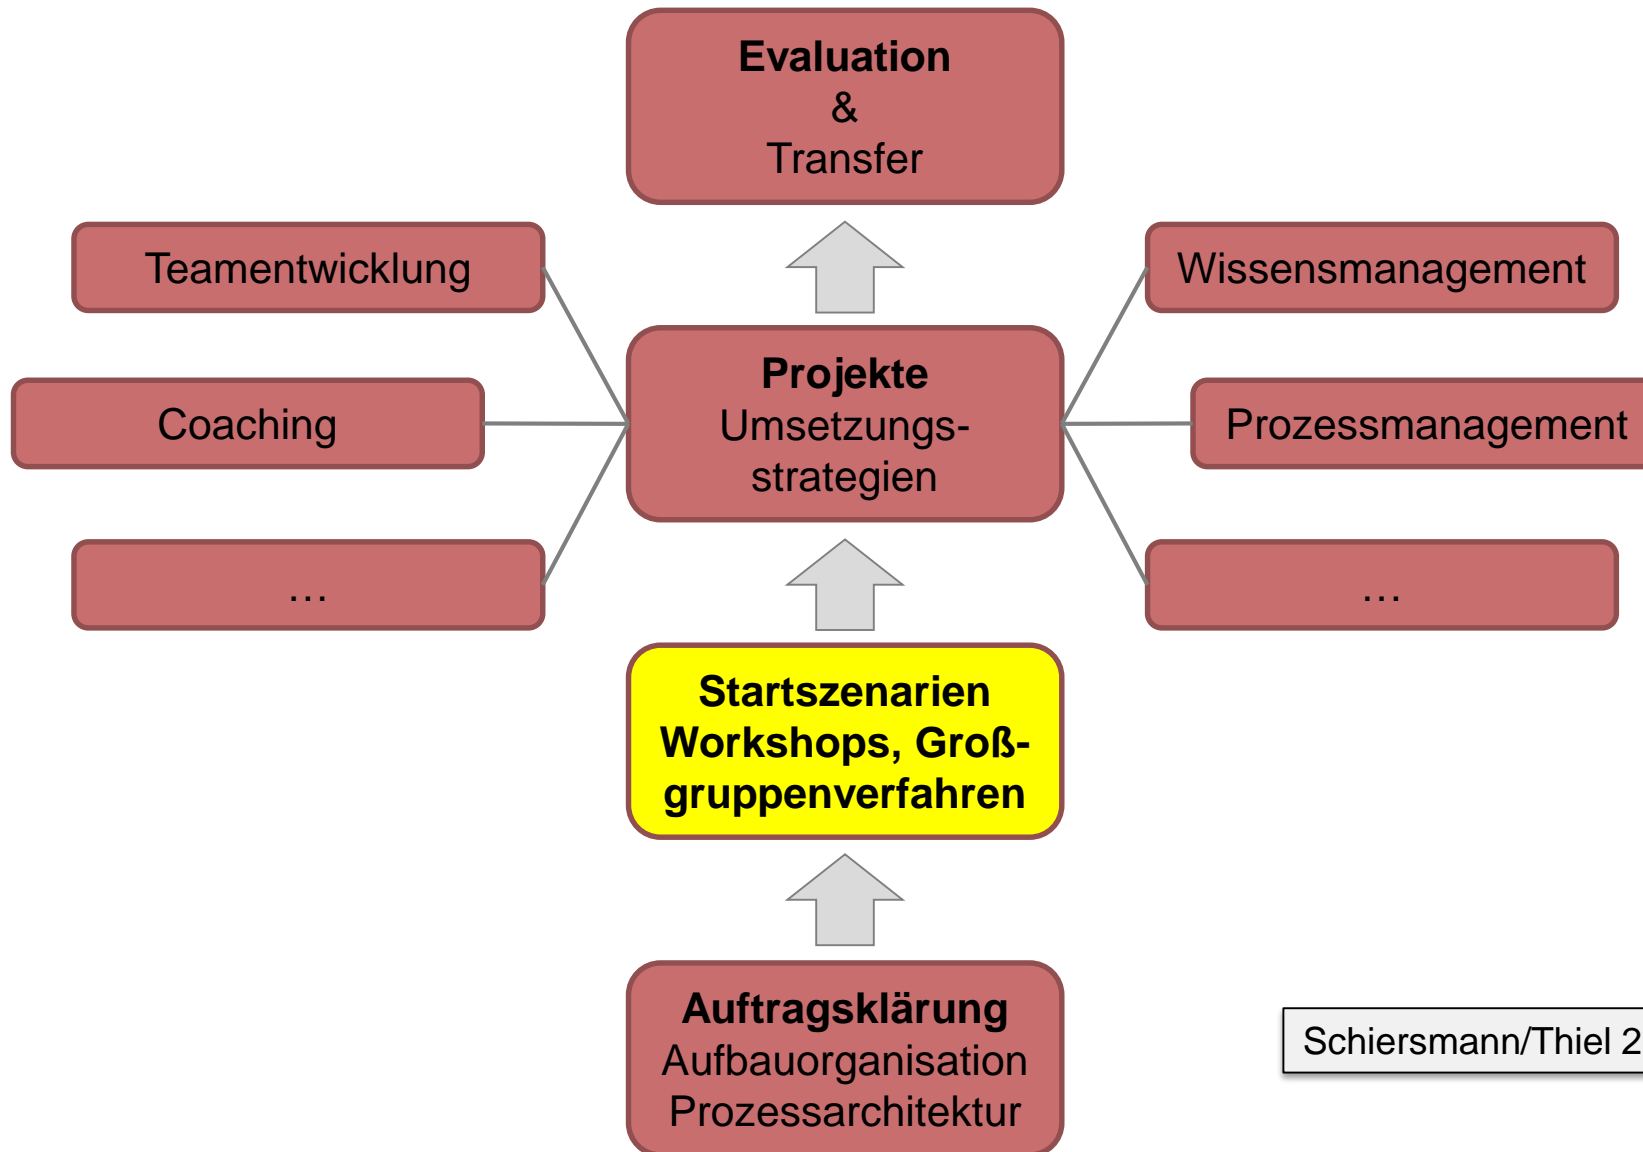 Evaluation
&
Transfer
Teamentwicklung
Wissensmanagement
Projekte
Umsetzungs-
strategien
Coaching
Prozessmanagement
…
…
Startszenarien
Workshops, Groß-
gruppenverfahren
Auftragsklärung
Aufbauorganisation
Prozessarchitektur
Schiersmann/Thiel 2